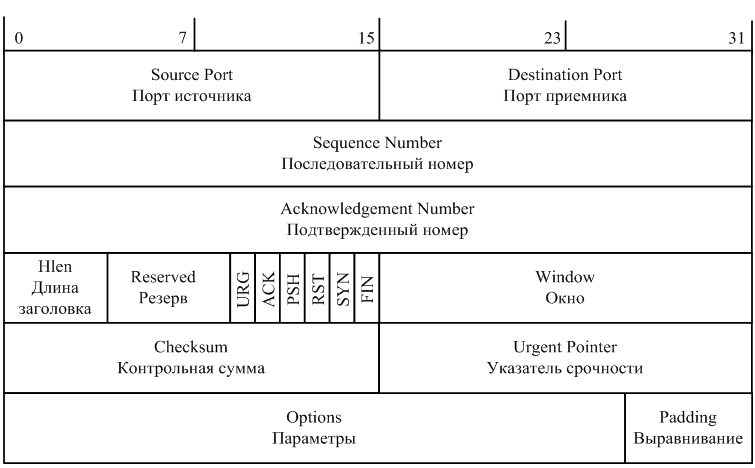 0 7 15 23 31
Source Port
Порт источника
Destination Port
Порт приемника
Sequence Number
Последовательный номер
Acknowledgement Number
Подтвержденный номер
Hlen
Длина
заголовка
Reserved
Резерв
URG
ACK
PSH
RST
SYN
FIN
Window
Окно
Checksum
Контрольная сумма
Urgent Pointer
Указатель срочности
Options
Параметры
Padding
Выравнивание